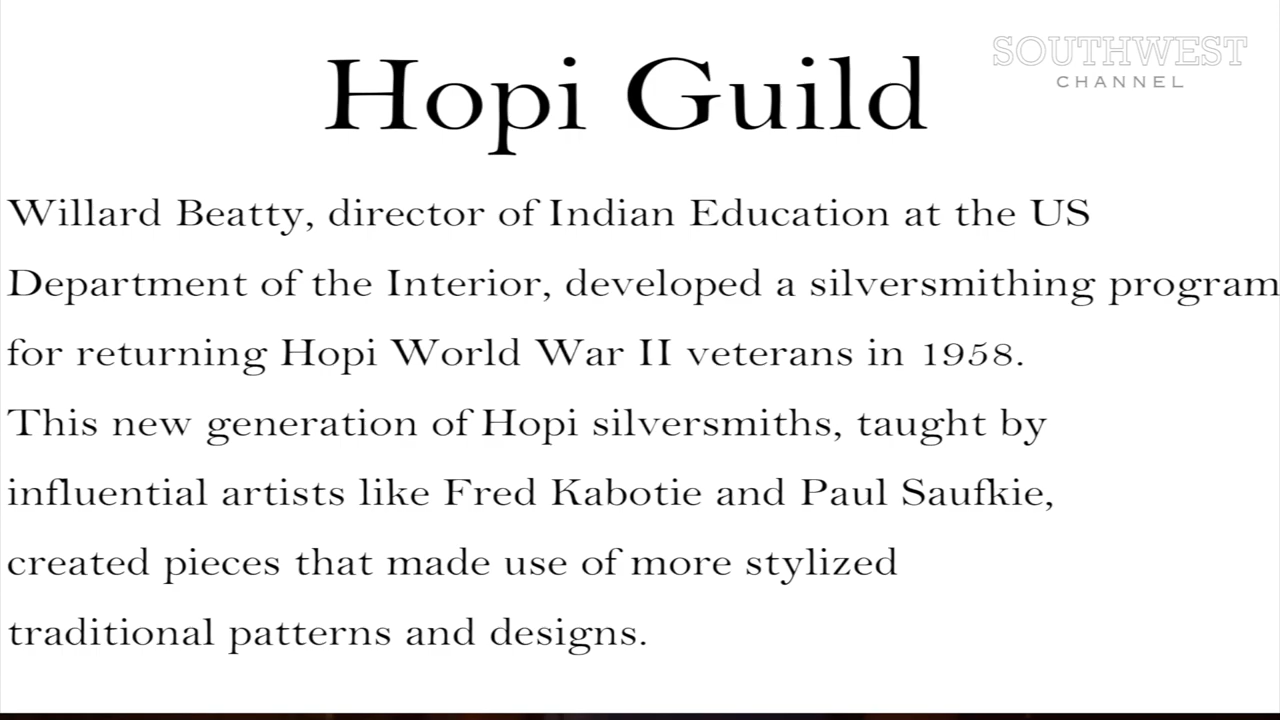 SOUTHWEST
CHANNEL
Hopi Guild
Willard Beatty, director of Indian Education at the US
Department of the Interior, developed a silversmithing program
for returning Hopi World War II veterans in 1958.
This new generation of Hopi silversmiths, taught by
influential artists like Fred Kabotie and Paul Saufkie,
created pieces that made use of more stylized
traditional patterns and designs.